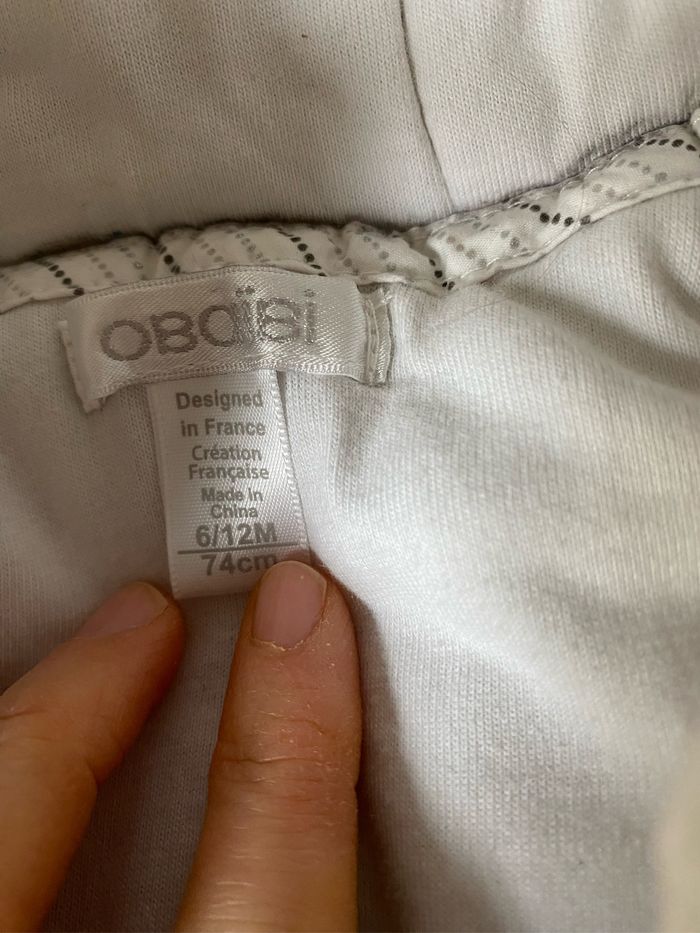 obaïbi
Designed
in France
Création
Française
Made in
China
6/12M
74cm